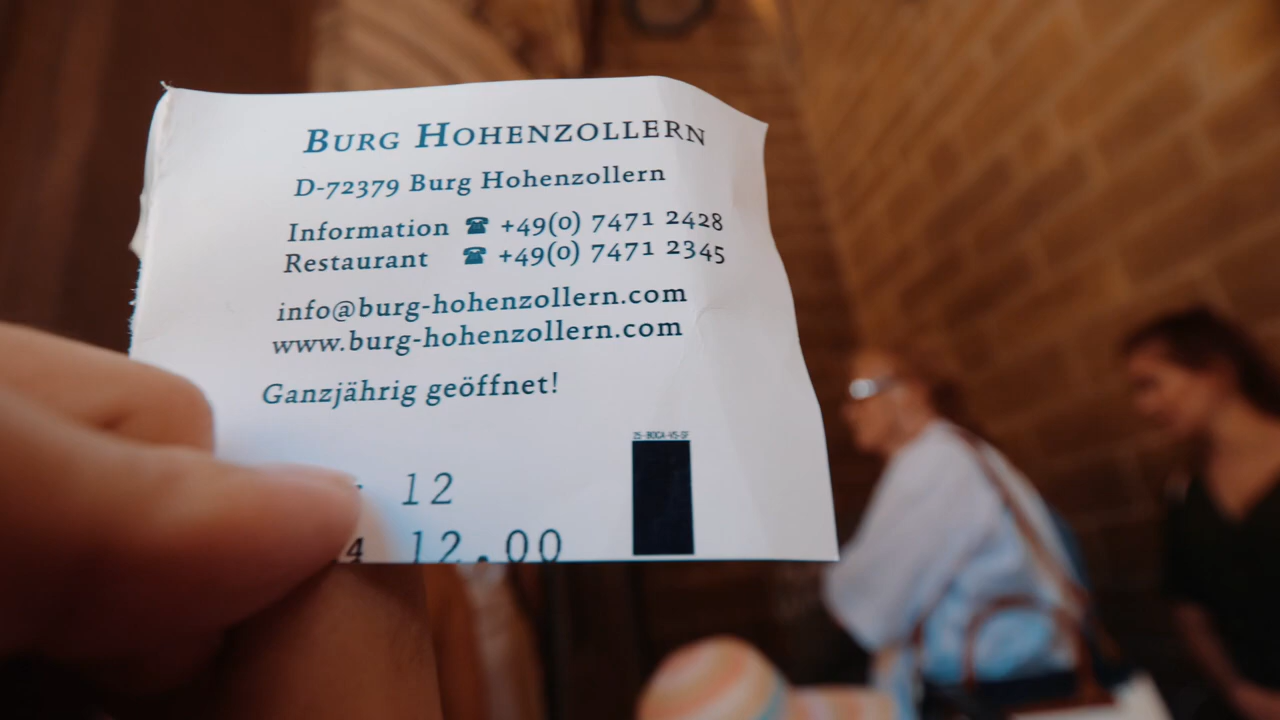 BURG HOHENZOLLERN
D-72379 Burg Hohenzollern
Information ☎ +49(0) 7471 2428
Restaurant ☎ +49(0) 7471 2345
info@burg-hohenzollern.com
www.burg-hohenzollern.com
Ganzjährig geöffnet!
12
4 12.00